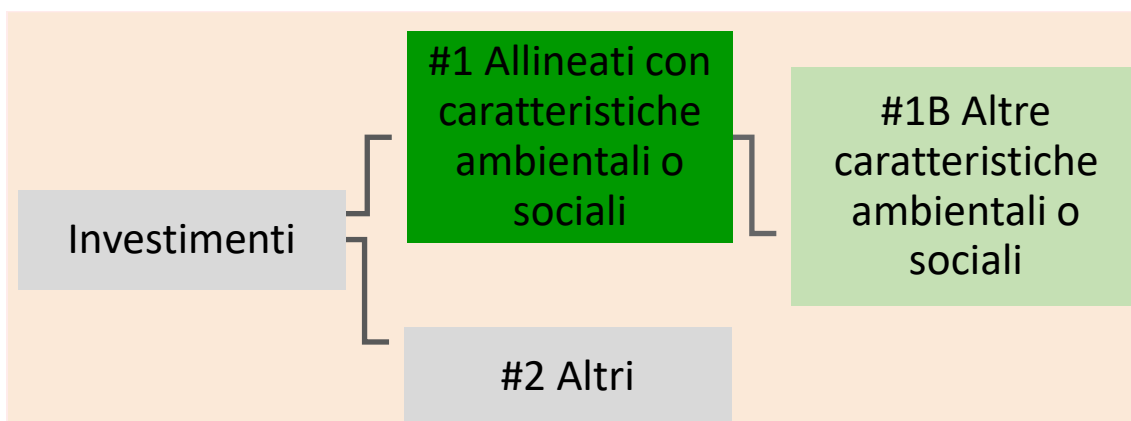 #1 Allineati con
caratteristiche
ambientali o
sociali
#1B Altre
caratteristiche
ambientali o
sociali
Investimenti
#2 Altri